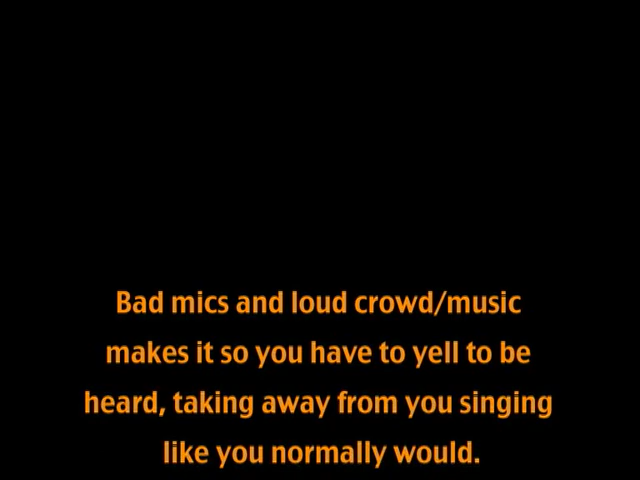 Bad mics and loud crowd/music
makes it so you have to yell to be
heard, taking away from you singing
like you normally would.